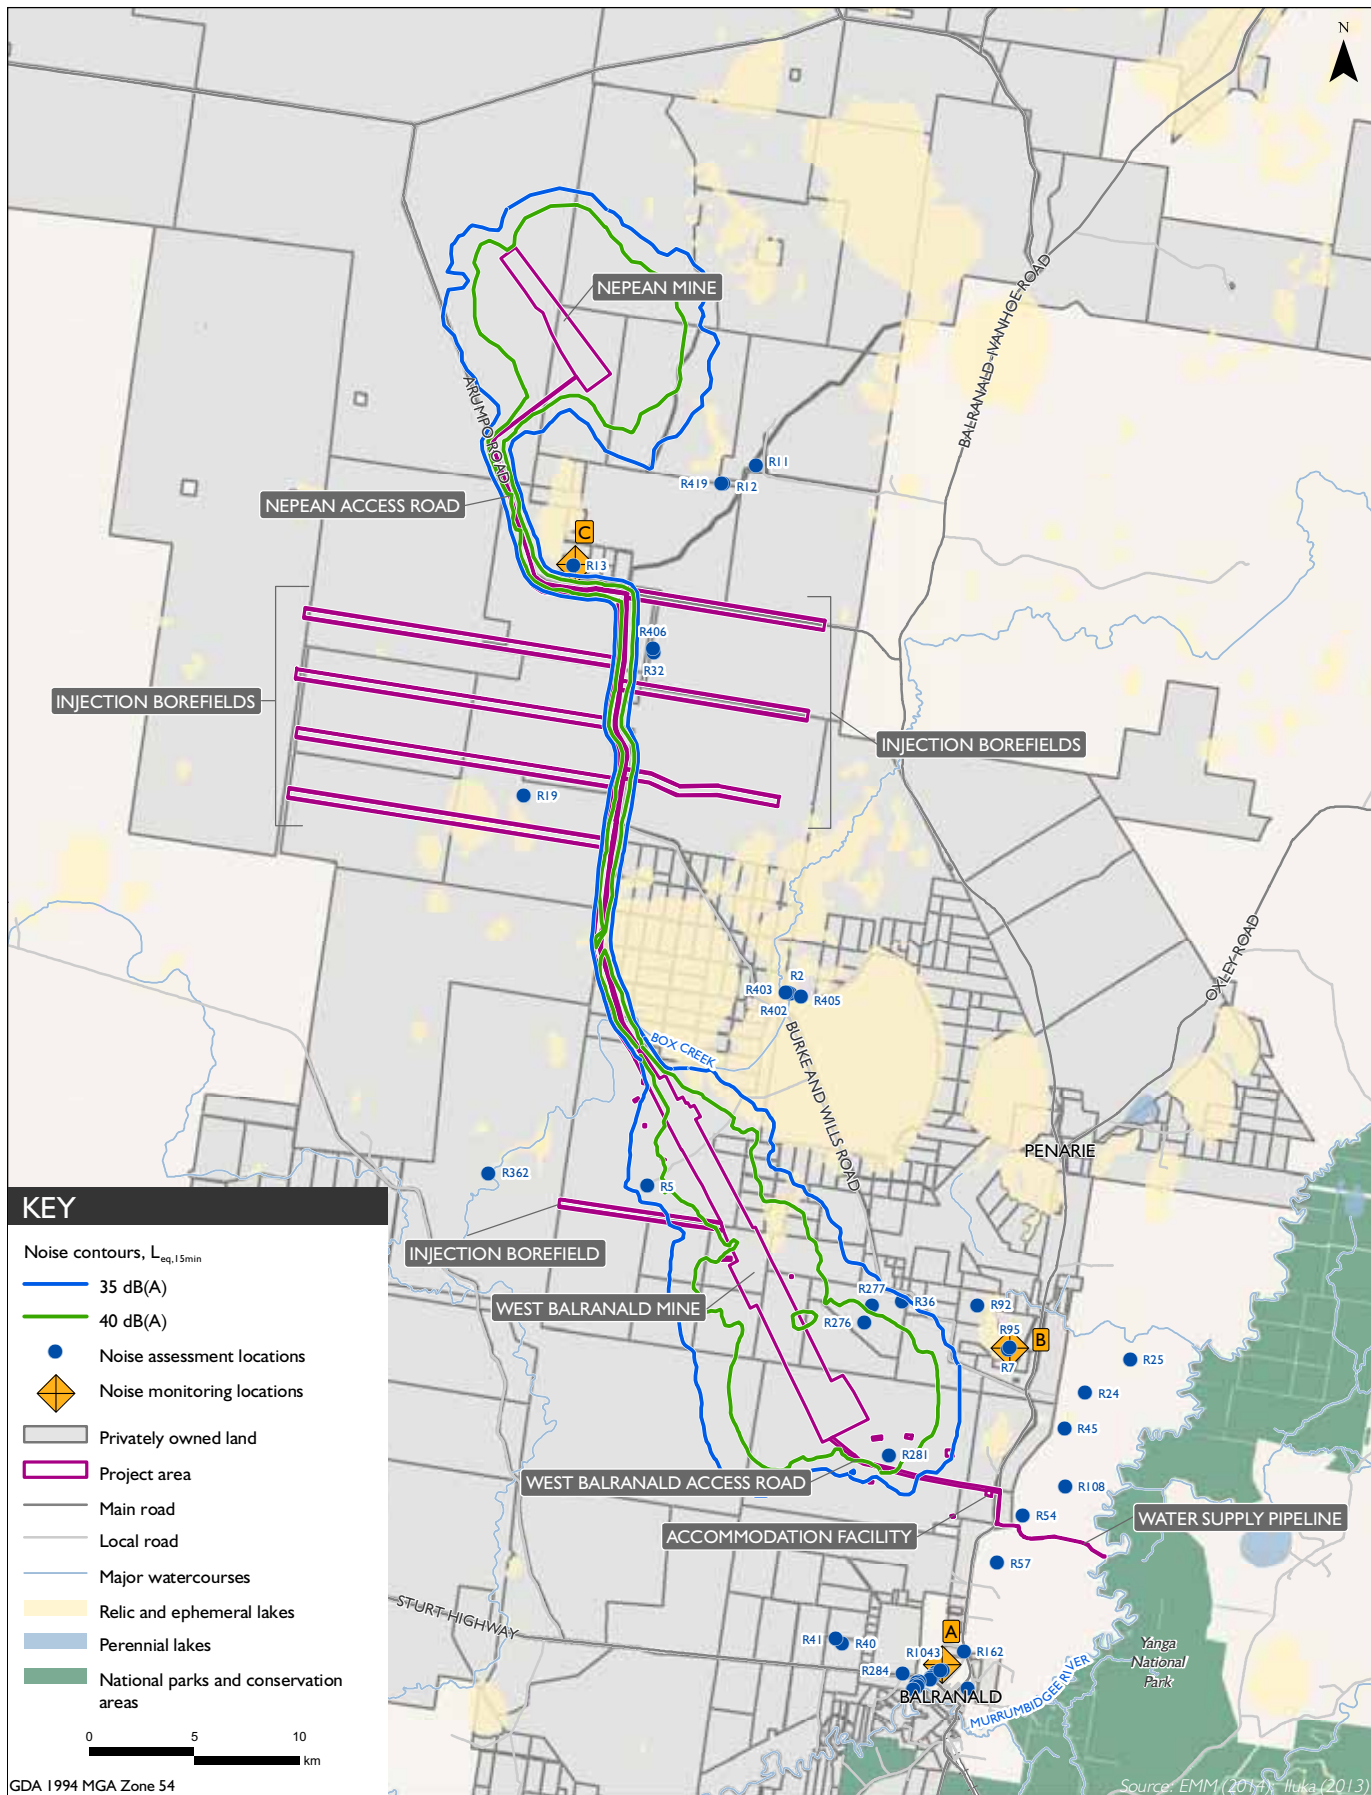 N
NEPEAN MINE
BALRANALD-IVANHOE ROAD
ARUMPO ROAD
R11
R419
R12
NEPEAN ACCESS ROAD
C
R13
R406
R32
INJECTION BOREFIELDS
INJECTION BOREFIELDS
R19
OXLEY ROAD
R2
R403
R405
R402
BOX CREEK
BURKE AND WILLS ROAD
PENARIE
R362
R5
INJECTION BOREFIELD
R277
R36
R92
WEST BALRANALD MINE
R276
R95
B
R7
R25
R24
R45
R281
WEST BALRANALD ACCESS ROAD
R108
R54
WATER SUPPLY PIPELINE
ACCOMMODATION FACILITY
R57
STURT HIGHWAY
A
R41
R40
R1043
R162
R284
BALRANALD
MURRUMBIDGEE RIVER
Yanga
National
Park
KEY
Noise contours, Leq,15min
35 dB(A)
40 dB(A)
Noise assessment locations
Noise monitoring locations
Privately owned land
Project area
Main road
Local road
Major watercourses
Relic and ephemeral lakes
Perennial lakes
National parks and conservation
areas
0 5 10
km
GDA 1994 MGA Zone 54
Source: EMM (2014); Iluka (2013)